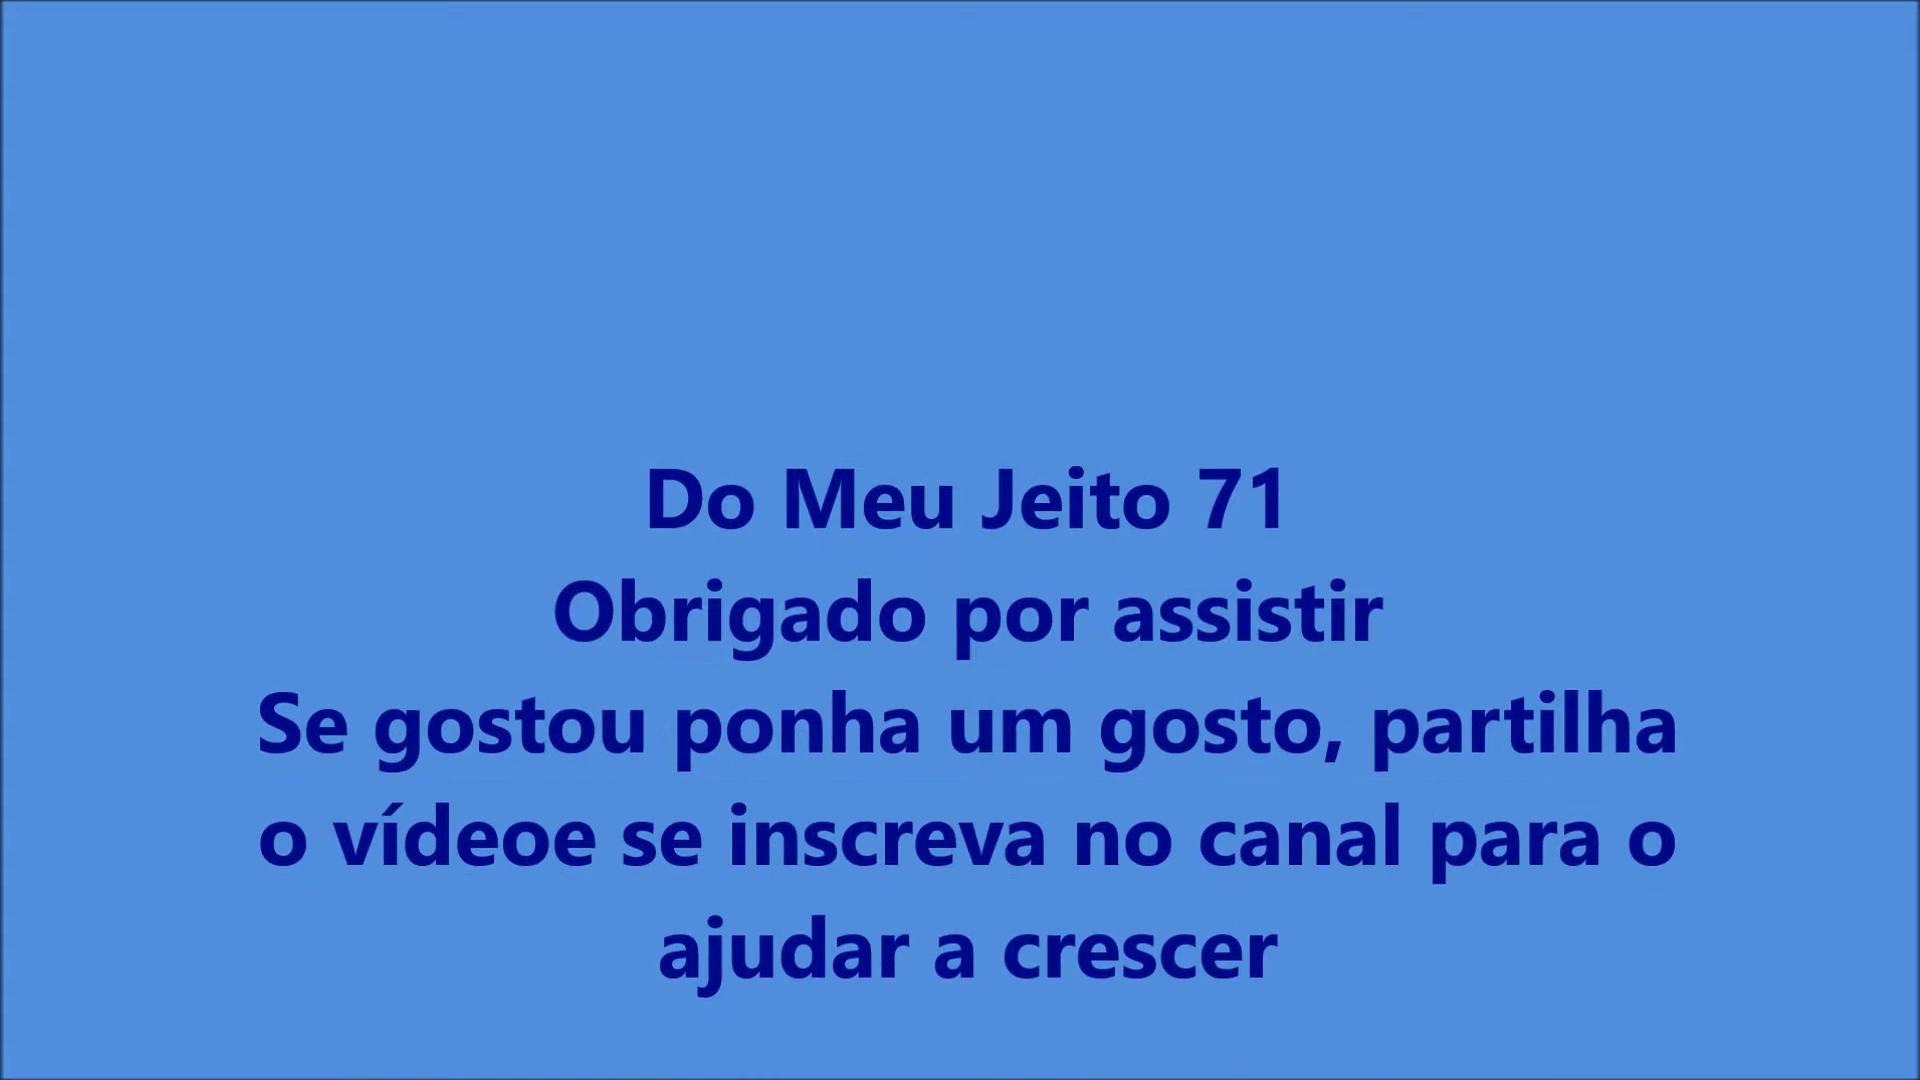 Do Meu Jeito 71
Obrigado por assistir
Se gostou ponha um gosto, partilha
o vídeoe se inscreva no canal para o
ajudar a crescer